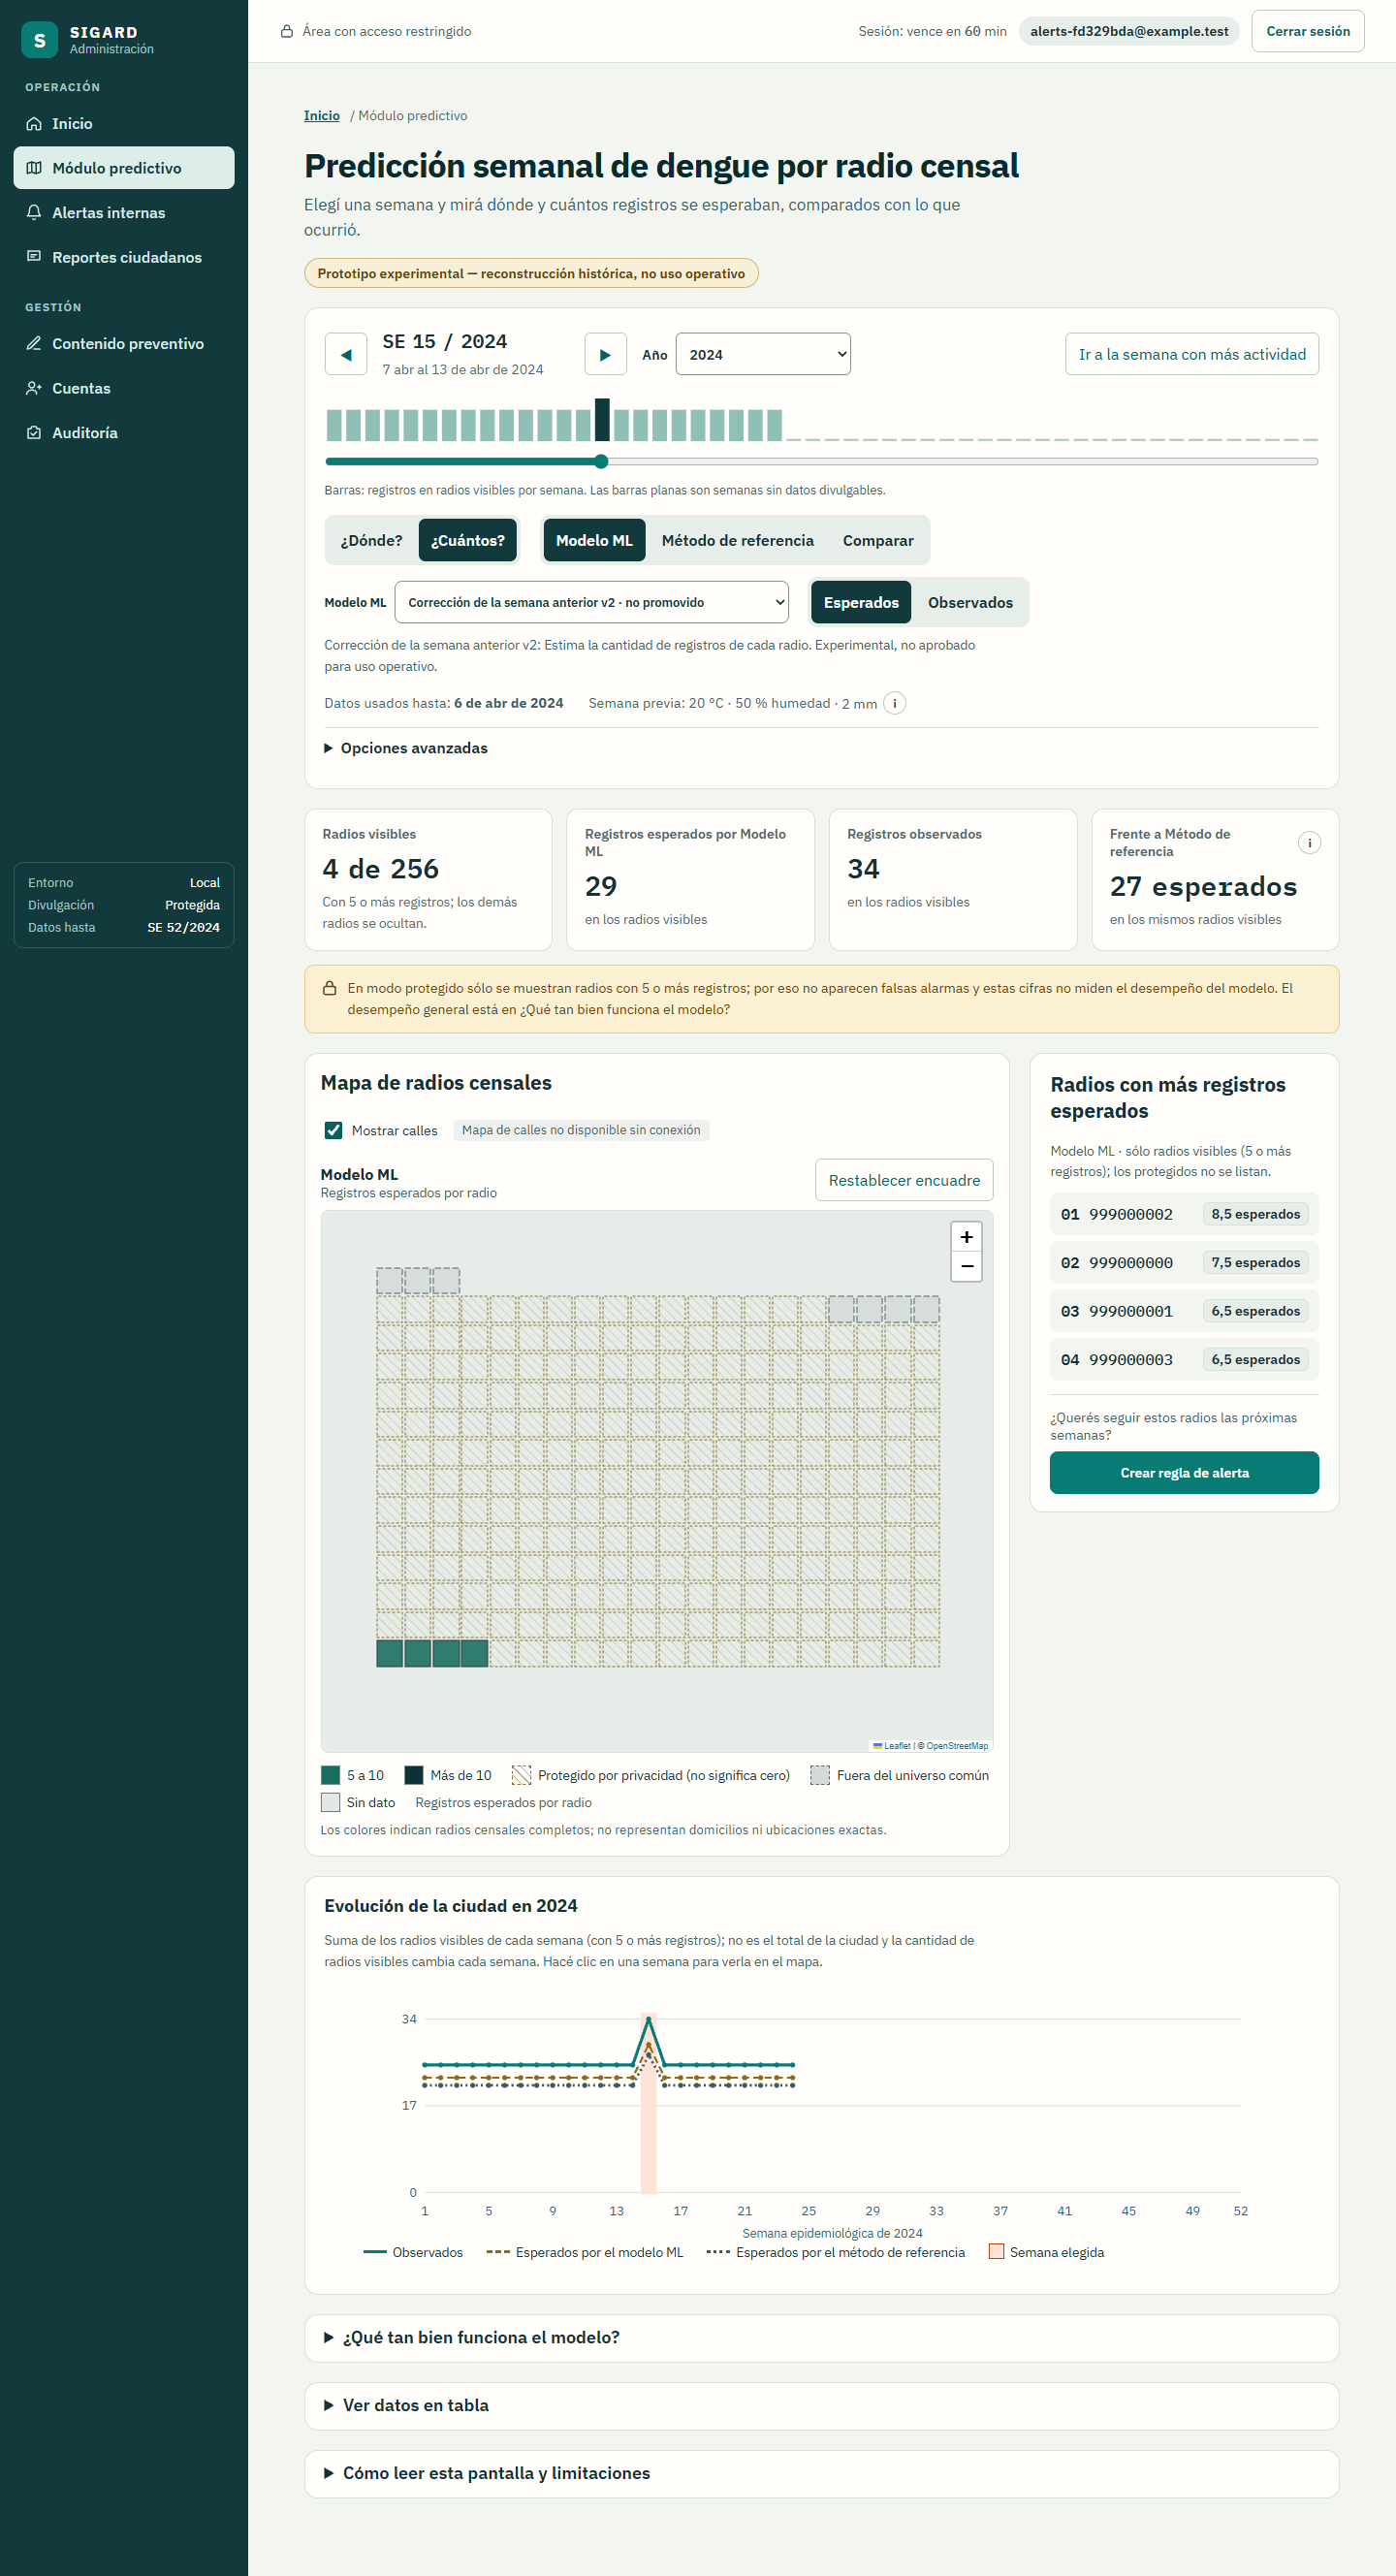 S
SIGARD
Administración
OPERACIÓN
Inicio
Módulo predictivo
Alertas internas
Reportes ciudadanos
GESTIÓN
Contenido preventivo
Cuentas
Auditoría
Entorno Local
Divulgación Protegida
Datos hasta SE 52/2024
Área con acceso restringido
Sesión: vence en 60 min
alerts-fd329bda@example.test
Cerrar sesión
Inicio / Módulo predictivo
Predicción semanal de dengue por radio censal
Elegí una semana y mirá dónde y cuántos registros se esperaban, comparados con lo que
ocurrió.
Prototipo experimental — reconstrucción histórica, no uso operativo
◀
SE 15 / 2024
7 abr al 13 de abr de 2024
▶
Año
2024
Ir a la semana con más actividad
Barras: registros en radios visibles por semana. Las barras planas son semanas sin datos divulgables.
¿Dónde? ¿Cuántos? Modelo ML Método de referencia Comparar
Modelo ML Corrección de la semana anterior v2 · no promovido Esperados Observados
Corrección de la semana anterior v2: Estima la cantidad de registros de cada radio. Experimental, no aprobado
para uso operativo.
Datos usados hasta: 6 de abr de 2024 Semana previa: 20 °C · 50 % humedad · 2 mm i
▶ Opciones avanzadas
Radios visibles
4 de 256
Con 5 o más registros; los demás
radios se ocultan.
Registros esperados por Modelo
ML
29
en los radios visibles
Registros observados
34
en los radios visibles
Frente a Método de
referencia
i
27 esperados
en los mismos radios visibles
En modo protegido sólo se muestran radios con 5 o más registros; por eso no aparecen falsas alarmas y estas cifras no miden el desempeño del modelo. El
desempeño general está en ¿Qué tan bien funciona el modelo?
Mapa de radios censales
Mostrar calles
Mapa de calles no disponible sin conexión
Modelo ML
Registros esperados por radio
Restablecer encuadre
+
−
Leaflet | © OpenStreetMap
5 a 10 Más de 10 Protegido por privacidad (no significa cero) Fuera del universo común
Sin dato Registros esperados por radio
Los colores indican radios censales completos; no representan domicilios ni ubicaciones exactas.
Radios con más registros
esperados
Modelo ML · sólo radios visibles (5 o más
registros); los protegidos no se listan.
01 999000002 8,5 esperados
02 999000000 7,5 esperados
03 999000001 6,5 esperados
04 999000003 6,5 esperados
¿Querés seguir estos radios las próximas
semanas?
Crear regla de alerta
Evolución de la ciudad en 2024
Suma de los radios visibles de cada semana (con 5 o más registros); no es el total de la ciudad y la cantidad de
radios visibles cambia cada semana. Hacé clic en una semana para verla en el mapa.
34
17
0
1 5 9 13 17 21 25 29 33 37 41 45 49 52
Semana epidemiológica de 2024
Observados Esperados por el modelo ML Esperados por el método de referencia Semana elegida
▶ ¿Qué tan bien funciona el modelo?
▶ Ver datos en tabla
▶ Cómo leer esta pantalla y limitaciones